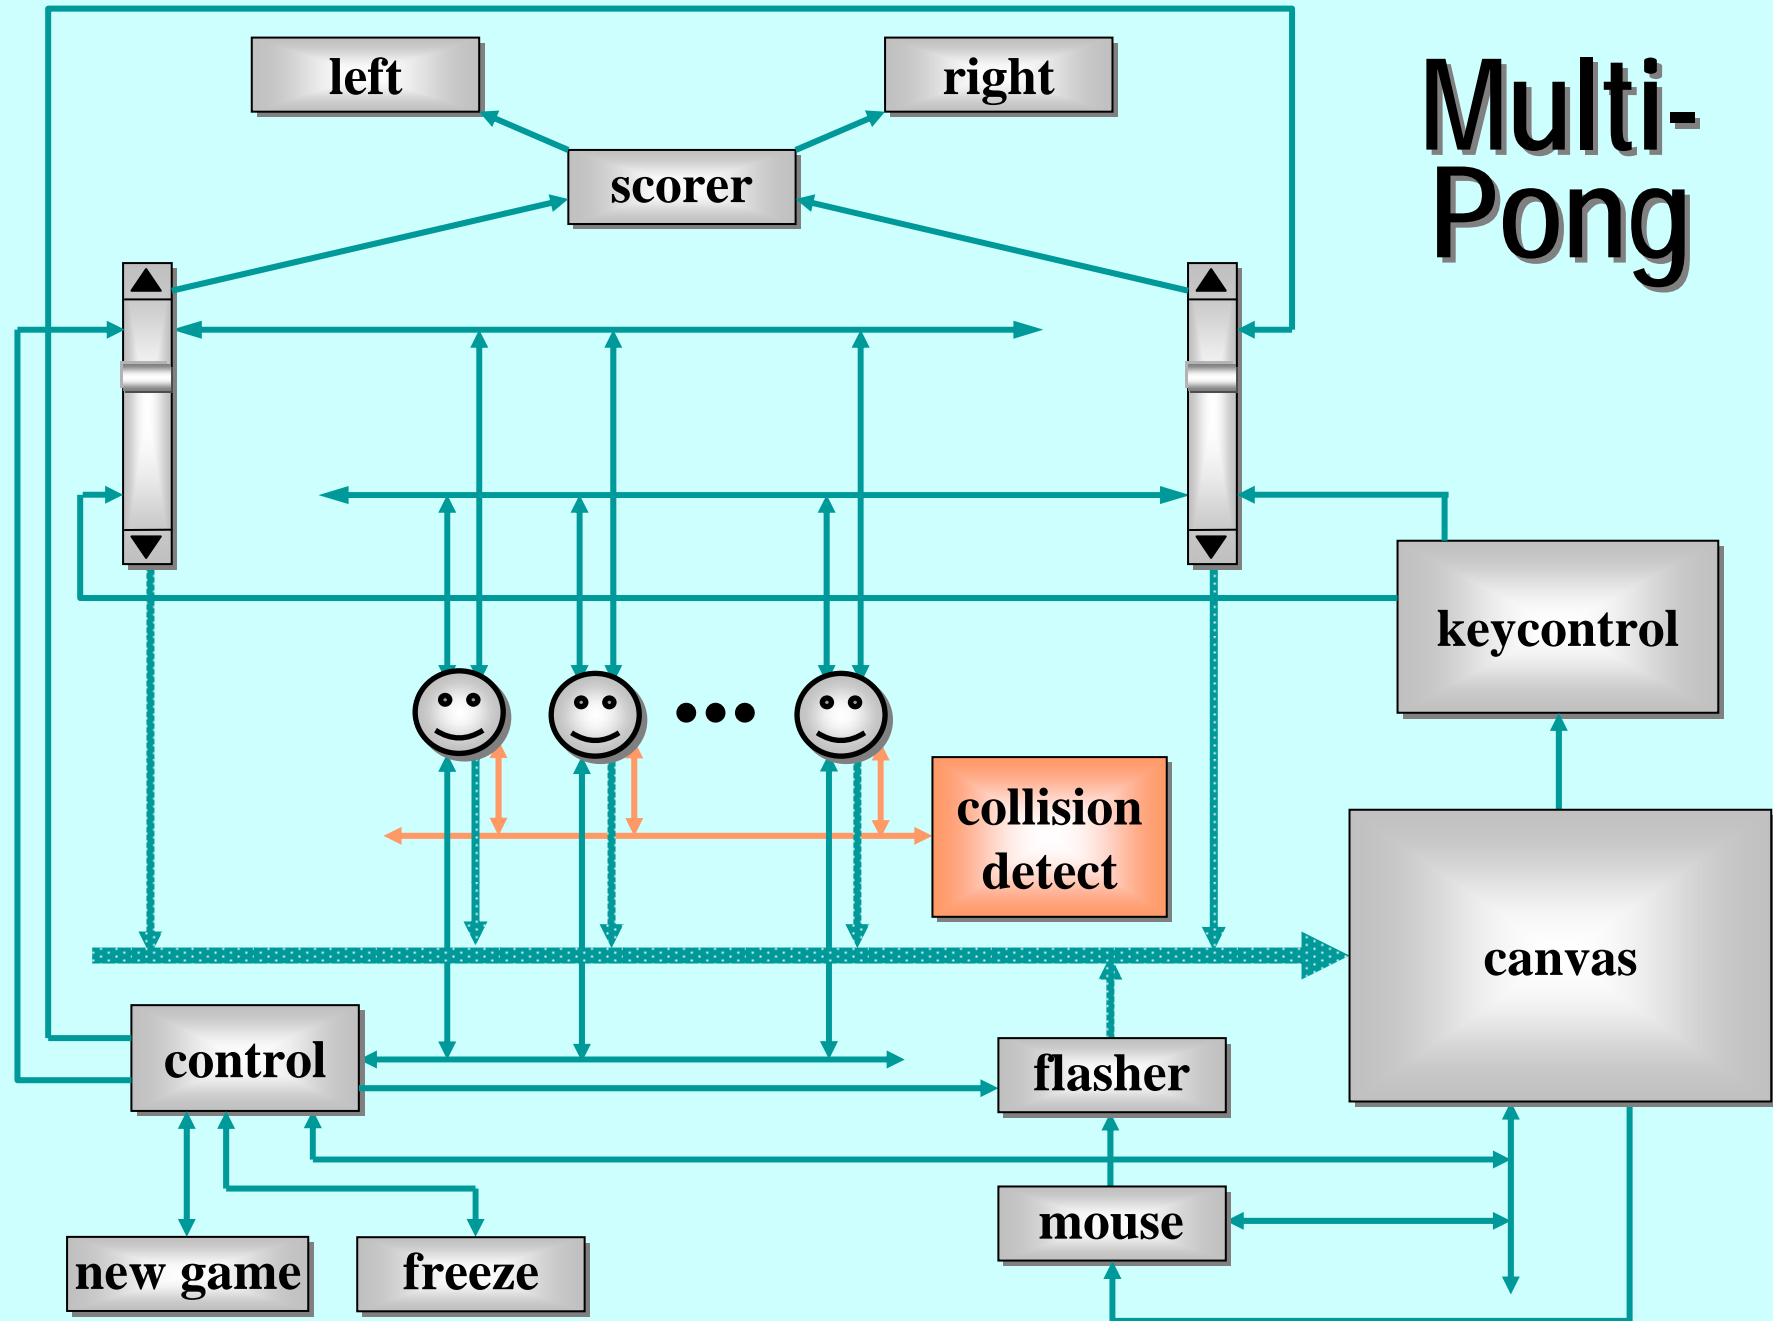 Multi-
Pong
left
right
scorer
keycontrol
collision
detect
canvas
control
flasher
mouse
new game
freeze